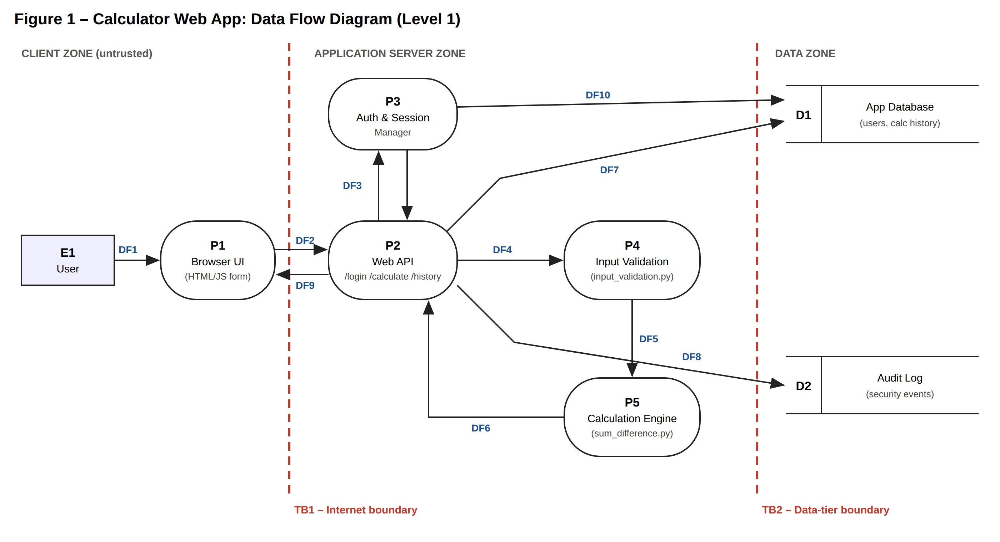 Figure 1 – Calculator Web App: Data Flow Diagram (Level 1)
CLIENT ZONE (untrusted)
APPLICATION SERVER ZONE
DATA ZONE
P3
Auth & Session
Manager
DF10
D1
App Database
(users, calc history)
DF3
DF7
E1
User
DF1
P1
Browser UI
(HTML/JS form)
DF2
DF9
P2
Web API
/login /calculate /history
DF4
P4
Input Validation
(input_validation.py)
DF5
DF8
D2
Audit Log
(security events)
P5
Calculation Engine
(sum_difference.py)
DF6
TB1 – Internet boundary
TB2 – Data-tier boundary